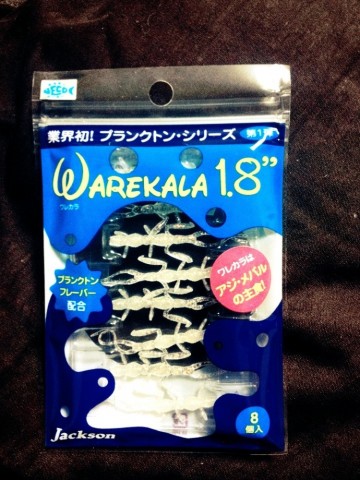 業界初!プランクトン・シリーズ
第1弾
WAREKALA 1.8"
ワレカラ
ワレカラは
アジ・メバル
の主食!
プランクトン
フレーバー
配合
8
個入
Jackson